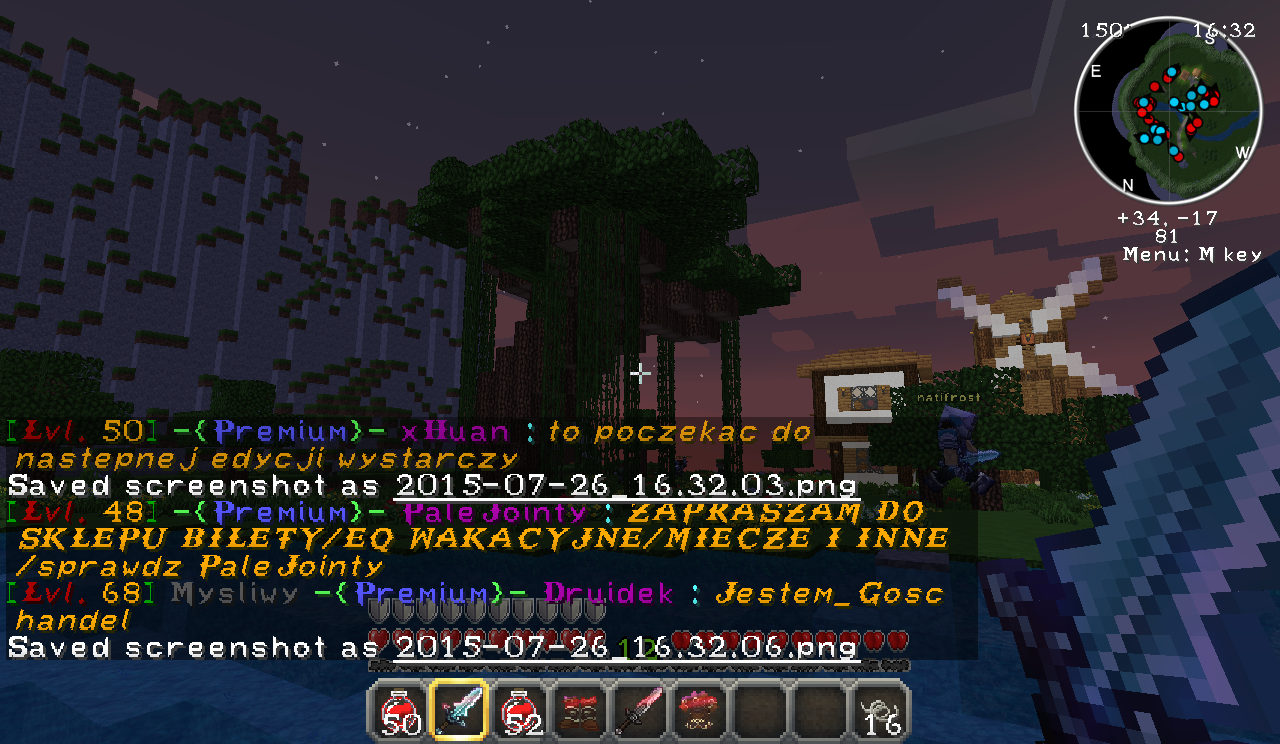 150 16:32
S
E
W
N
+34, -17
81
Menu: M key
natifrost
[Lvl. 50] -{Premium}- xHuan : to poczekac do
nastepnej edycji wystarczy
Saved screenshot as 2015-07-26_16.32.03.png
[Lvl. 48] -{Premium}- PaleJointy : ZAPRASZAM DO
SKLEPU BILETY/EQ WAKACYJNE/MIECZE I INNE
/sprawdz PaleJointy
[Lvl. 68] Mysliwy -{Premium}- Druidek : Jestem_Gosc
handel
Saved screenshot as 2015-07-26_16.32.06.png
12
50 52 16